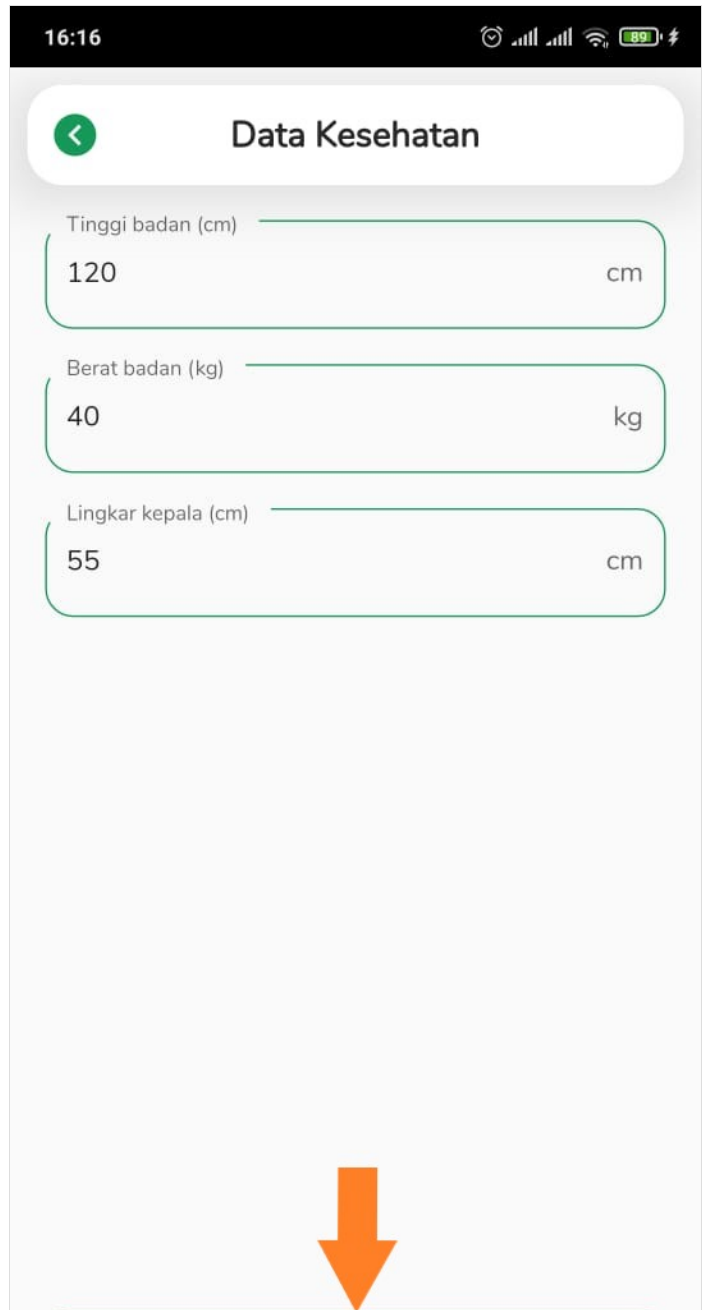 16:16
89
Data Kesehatan
Tinggi badan (cm)
120 cm
Berat badan (kg)
40 kg
Lingkar kepala (cm)
55 cm